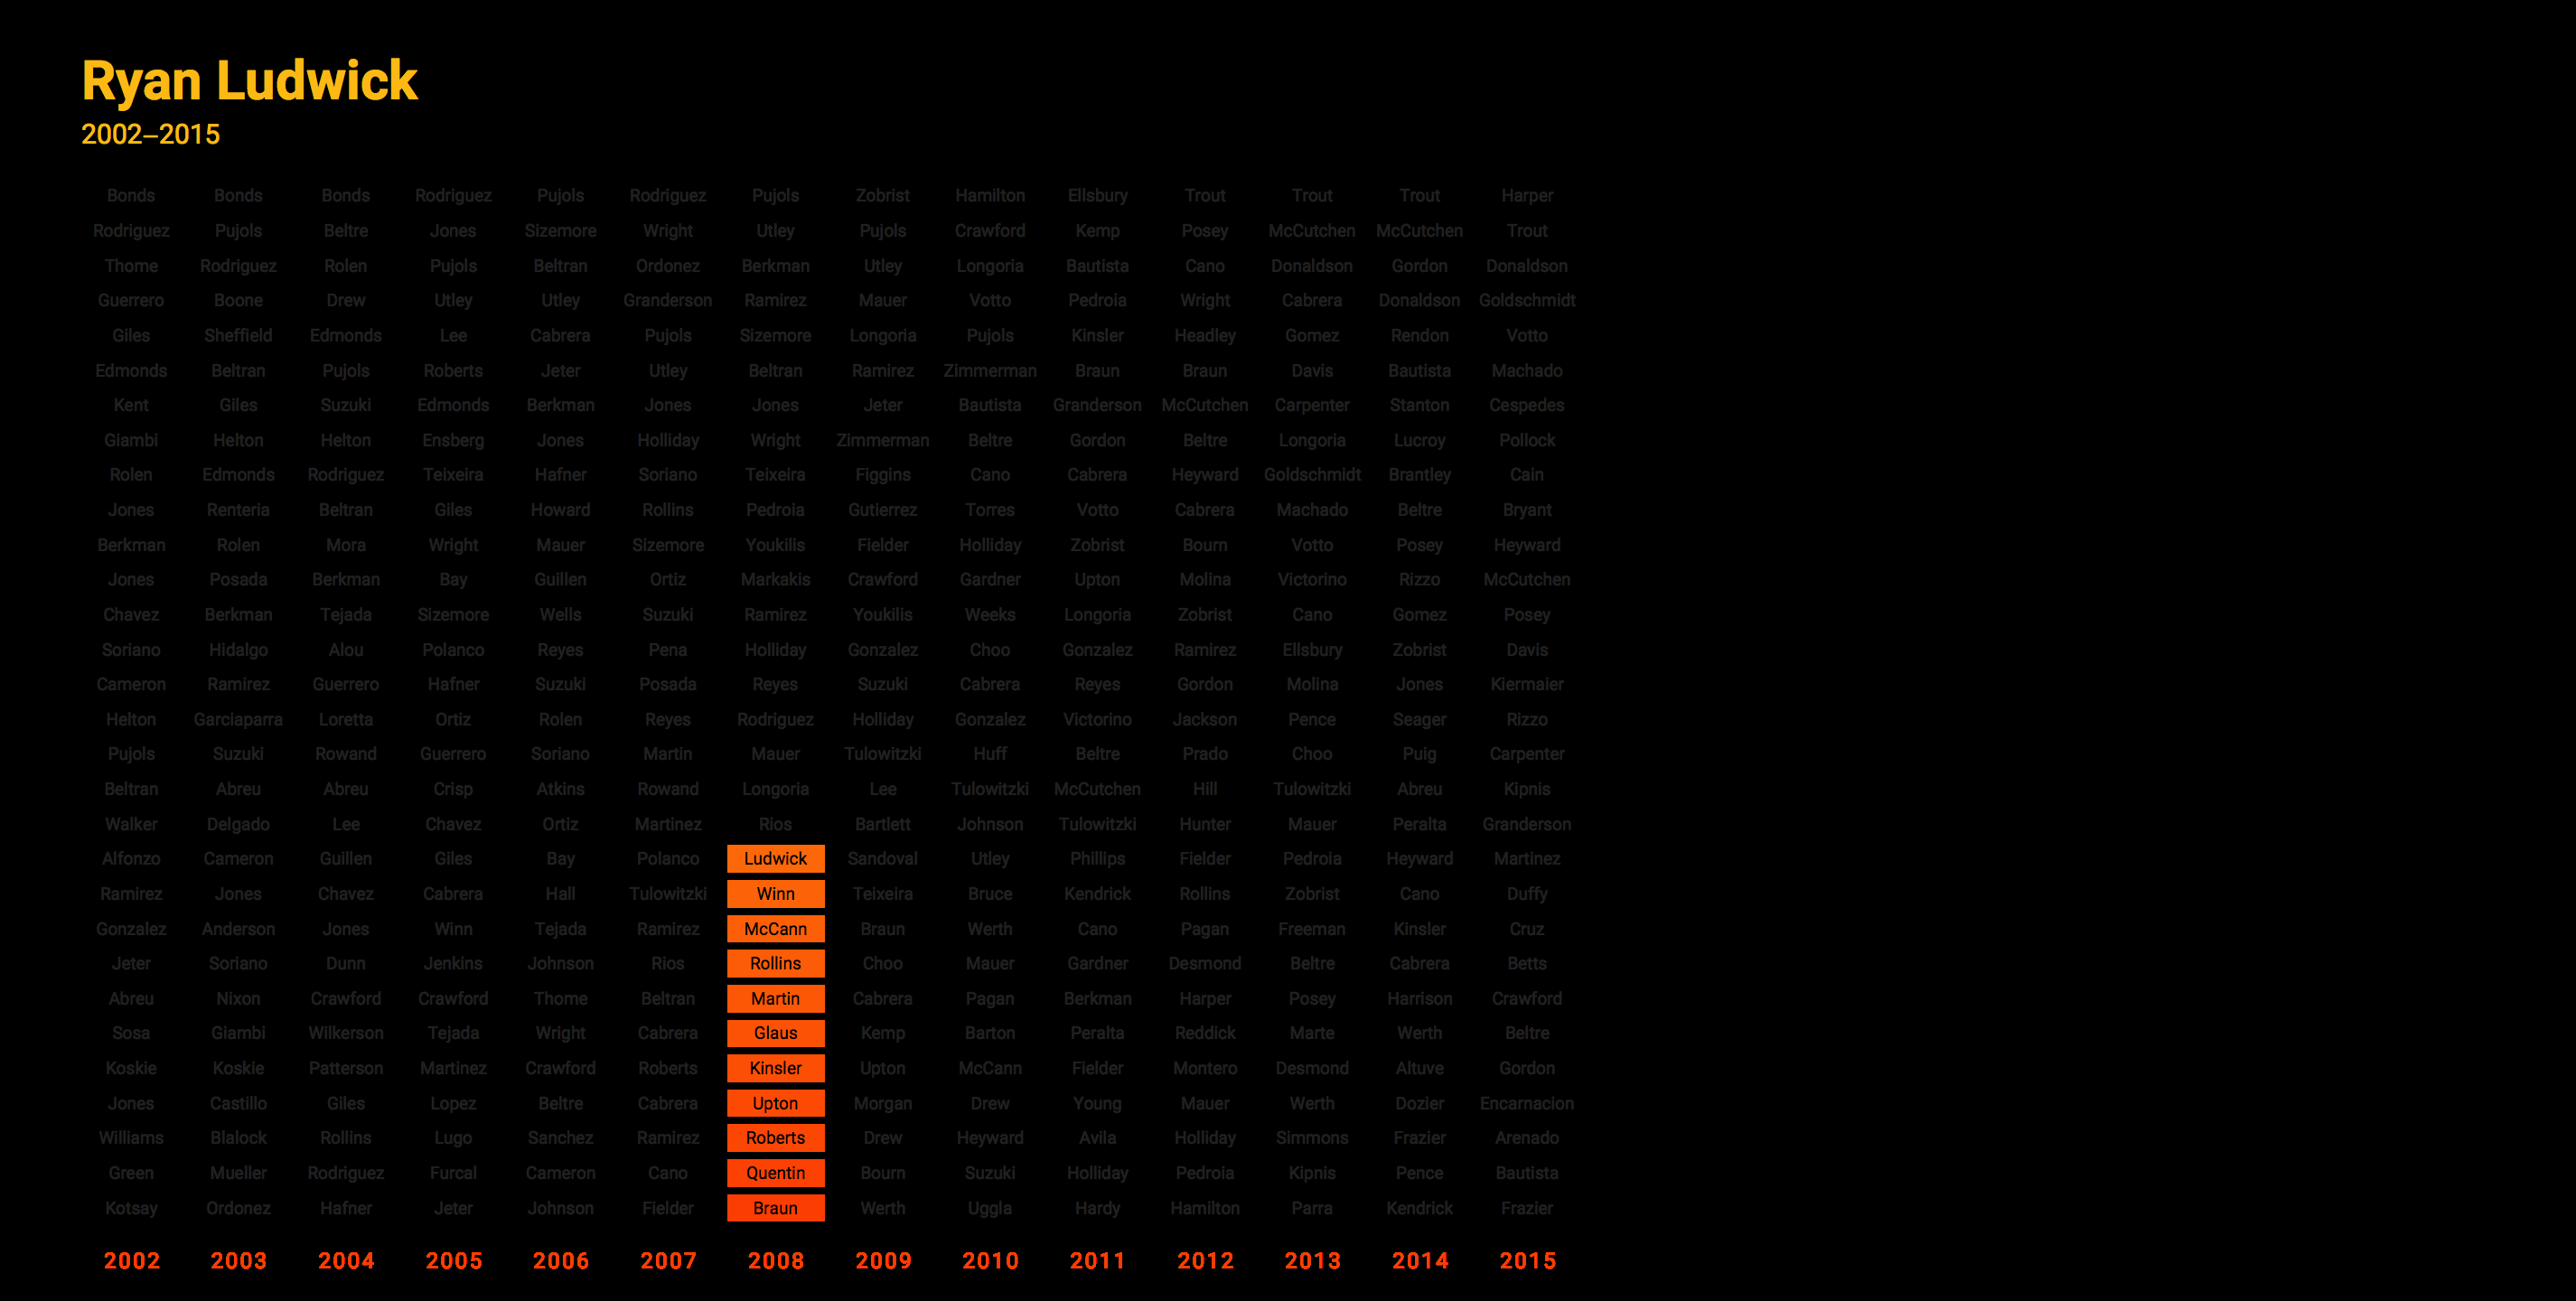 Ryan Ludwick
2002–2015
Bonds Bonds Bonds Rodriguez Pujols Rodriguez Pujols Zobrist Hamilton Ellsbury Trout Trout Trout Harper
Rodriguez Pujols Beltre Jones Sizemore Wright Utley Pujols Crawford Kemp Posey McCutchen McCutchen Trout
Thome Rodriguez Rolen Pujols Beltran Ordonez Berkman Utley Longoria Bautista Cano Donaldson Gordon Donaldson
Guerrero Boone Drew Utley Utley Granderson Ramirez Mauer Votto Pedroia Wright Cabrera Donaldson Goldschmidt
Giles Sheffield Edmonds Lee Cabrera Pujols Sizemore Longoria Pujols Kinsler Headley Gomez Rendon Votto
Edmonds Beltran Pujols Roberts Jeter Utley Beltran Ramirez Zimmerman Braun Braun Davis Bautista Machado
Kent Giles Suzuki Edmonds Berkman Jones Jones Jeter Bautista Granderson McCutchen Carpenter Stanton Cespedes
Giambi Helton Helton Ensberg Jones Holliday Wright Zimmerman Beltre Gordon Beltre Longoria Lucroy Pollock
Rolen Edmonds Rodriguez Teixeira Hafner Soriano Teixeira Figgins Cano Cabrera Heyward Goldschmidt Brantley Cain
Jones Renteria Beltran Giles Howard Rollins Pedroia Gutierrez Torres Votto Cabrera Machado Beltre Bryant
Berkman Rolen Mora Wright Mauer Sizemore Youkilis Fielder Holliday Zobrist Bourn Votto Posey Heyward
Jones Posada Berkman Bay Guillen Ortiz Markakis Crawford Gardner Upton Molina Victorino Rizzo McCutchen
Chavez Berkman Tejada Sizemore Wells Suzuki Ramirez Youkilis Weeks Longoria Zobrist Cano Gomez Posey
Soriano Hidalgo Alou Polanco Reyes Pena Holliday Gonzalez Choo Gonzalez Ramirez Ellsbury Zobrist Davis
Cameron Ramirez Guerrero Hafner Suzuki Posada Reyes Suzuki Cabrera Reyes Gordon Molina Jones Kiermaier
Helton Garciaparra Loretta Ortiz Rolen Reyes Rodriguez Holliday Gonzalez Victorino Jackson Pence Seager Rizzo
Pujols Suzuki Rowand Guerrero Soriano Martin Mauer Tulowitzki Huff Beltre Prado Choo Puig Carpenter
Beltran Abreu Abreu Crisp Atkins Rowand Longoria Lee Tulowitzki McCutchen Hill Tulowitzki Abreu Kipnis
Walker Delgado Lee Chavez Ortiz Martinez Rios Bartlett Johnson Tulowitzki Hunter Mauer Peralta Granderson
Alfonzo Cameron Guillen Giles Bay Polanco Ludwick Sandoval Utley Phillips Fielder Pedroia Heyward Martinez
Ramirez Jones Chavez Cabrera Hall Tulowitzki Winn Teixeira Bruce Kendrick Rollins Zobrist Cano Duffy
Gonzalez Anderson Jones Winn Tejada Ramirez McCann Braun Werth Cano Pagan Freeman Kinsler Cruz
Jeter Soriano Dunn Jenkins Johnson Rios Rollins Choo Mauer Gardner Desmond Beltre Cabrera Betts
Abreu Nixon Crawford Crawford Thome Beltran Martin Cabrera Pagan Berkman Harper Posey Harrison Crawford
Sosa Giambi Wilkerson Tejada Wright Cabrera Glaus Kemp Barton Peralta Reddick Marte Werth Beltre
Koskie Koskie Patterson Martinez Crawford Roberts Kinsler Upton McCann Fielder Montero Desmond Altuve Gordon
Jones Castillo Giles Lopez Beltre Cabrera Upton Morgan Drew Young Mauer Werth Dozier Encarnacion
Williams Blalock Rollins Lugo Sanchez Ramirez Roberts Drew Heyward Avila Holliday Simmons Frazier Arenado
Green Mueller Rodriguez Furcal Cameron Cano Quentin Bourn Suzuki Holliday Pedroia Kipnis Pence Bautista
Kotsay Ordonez Hafner Jeter Johnson Fielder Braun Werth Uggla Hardy Hamilton Parra Kendrick Frazier
2002 2003 2004 2005 2006 2007 2008 2009 2010 2011 2012 2013 2014 2015